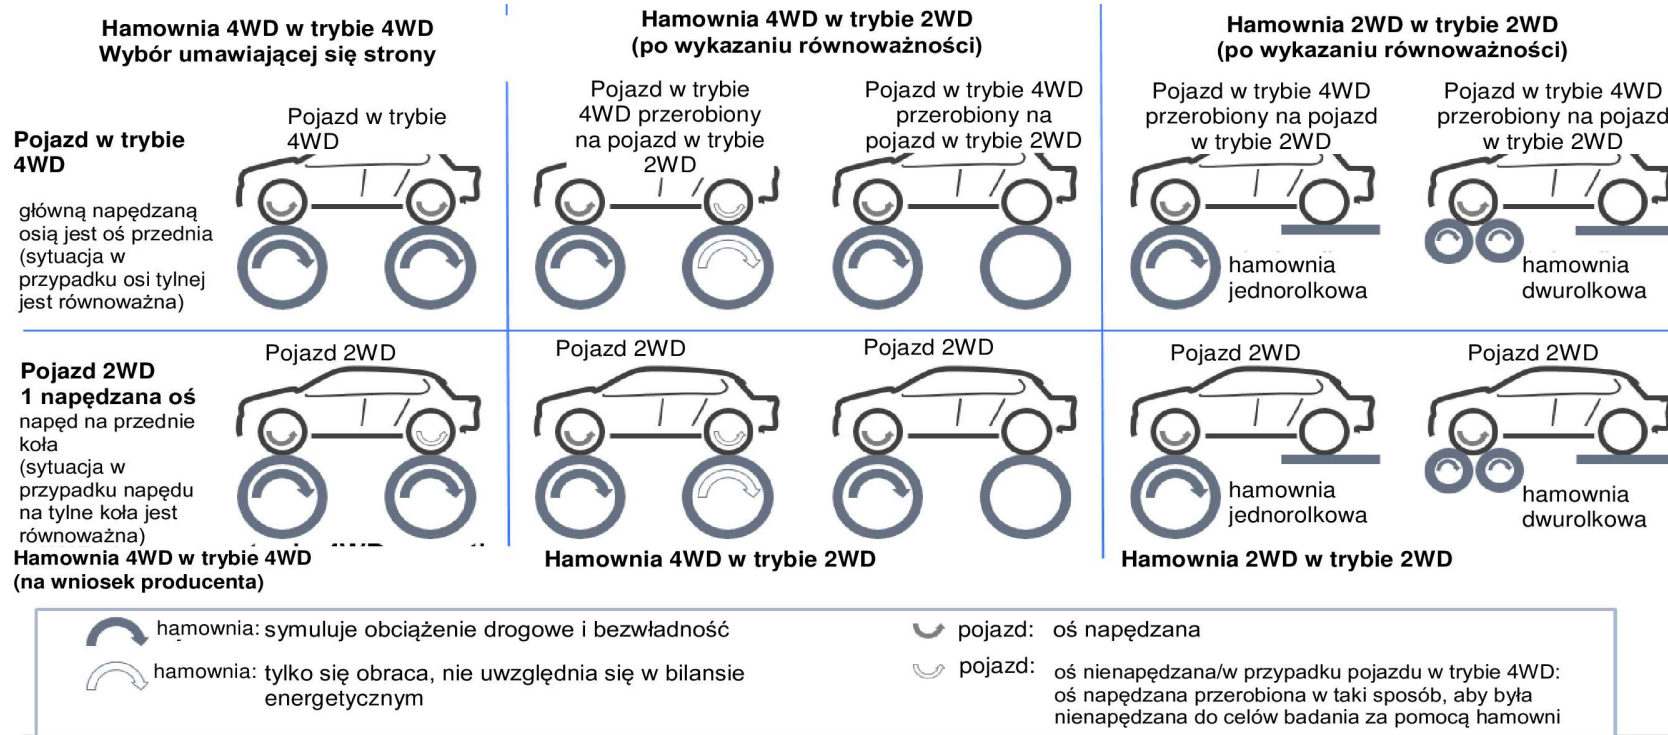 Hamownia 4WD w trybie 4WD
Wybór umawiającej się strony
Hamownia 4WD w trybie 2WD
(po wykazaniu równoważności)
Hamownia 2WD w trybie 2WD
(po wykazaniu równoważności)
Pojazd w trybie
4WD
główną napędzaną
osią jest oś przednia
(sytuacja w
przypadku osi tylnej
jest równoważna)
Pojazd w trybie
4WD
Pojazd w trybie
4WD przerobiony
na pojazd w trybie
2WD
Pojazd w trybie 4WD
przerobiony na
pojazd w trybie 2WD
Pojazd w trybie 4WD
przerobiony na pojazd
w trybie 2WD
hamownia
jednorolkowa
Pojazd w trybie 4WD
przerobiony na pojazd
w trybie 2WD
hamownia
dwurolkowa
Pojazd 2WD
1 napędzana oś
napęd na przednie
koła
(sytuacja w
przypadku napędu
na tylne koła jest
równoważna)
Pojazd 2WD
Pojazd 2WD
Pojazd 2WD
Pojazd 2WD
hamownia
jednorolkowa
Pojazd 2WD
hamownia
dwurolkowa
Hamownia 4WD w trybie 4WD
(na wniosek producenta)
Hamownia 4WD w trybie 2WD
Hamownia 2WD w trybie 2WD
hamownia: symuluje obciążenie drogowe i bezwładność
hamownia: tylko się obraca, nie uwzględnia się w bilansie
energetycznym
pojazd: oś napędzana
pojazd: oś nienapędzana/w przypadku pojazdu w trybie 4WD:
oś napędzana przerobiona w taki sposób, aby była
nienapędzana do celów badania za pomocą hamowni